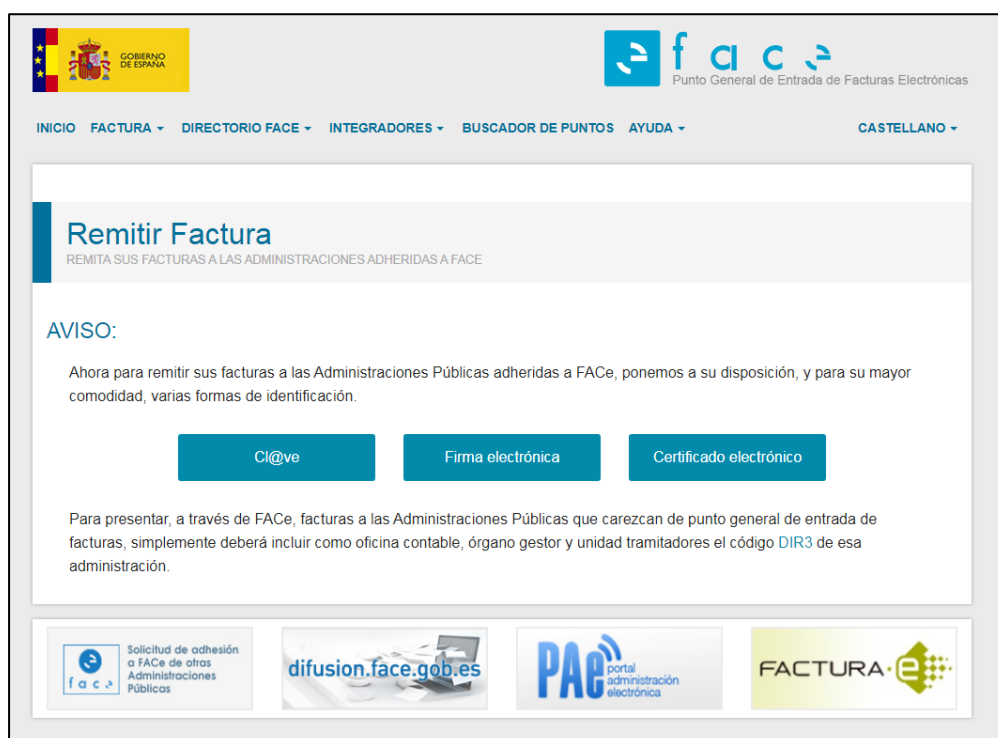 GOBIERNO
DE ESPAÑA
face
Punto General de Entrada de Facturas Electrónicas
INICIO FACTURA DIRECTORIO FACE INTEGRADORES BUSCADOR DE PUNTOS AYUDA CASTELLANO
Remitir Factura
REMITA SUS FACTURAS A LAS ADMINISTRACIONES ADHERIDAS A FACE
AVISO:
Ahora para remitir sus facturas a las Administraciones Públicas adheridas a FACe, ponemos a su disposición, y para su mayor
comodidad, varias formas de identificación.
Cl@ve Firma electrónica Certificado electrónico
Para presentar, a través de FACe, facturas a las Administraciones Públicas que carezcan de punto general de entrada de
facturas, simplemente deberá incluir como oficina contable, órgano gestor y unidad tramitadores el código DIR3 de esa
administración.
face
Solicitud de adhesión
a FACe de otras
Administraciones
Públicas
difusion.face.gob.es
PAe portal
administración
electrónica
FACTURA·e